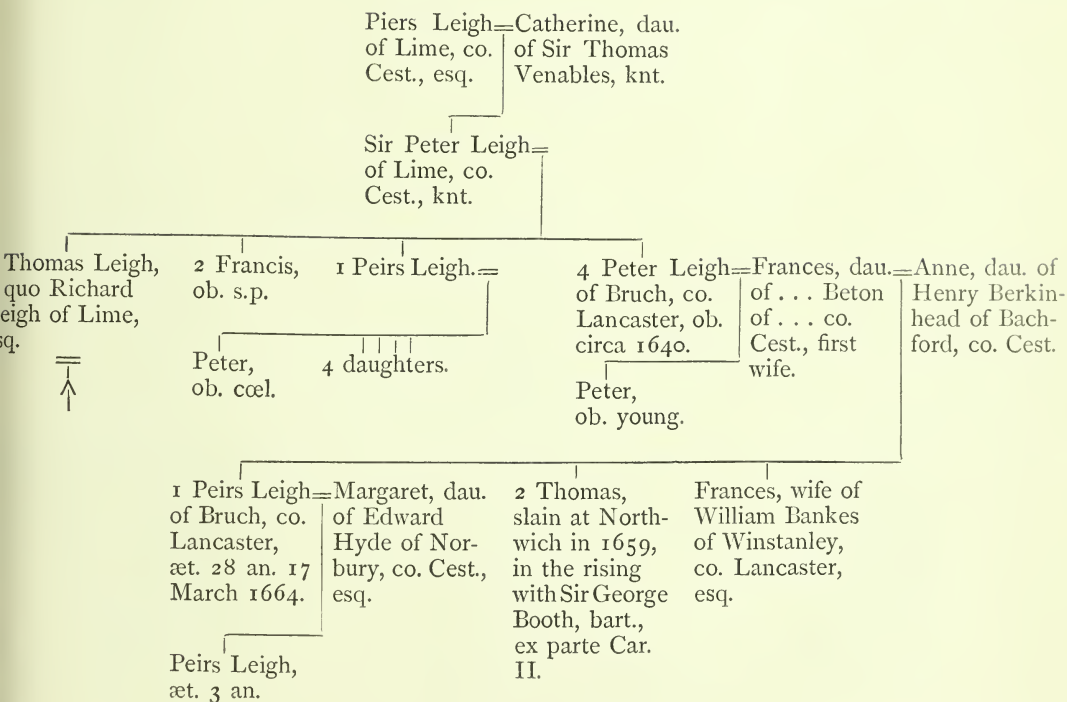 Piers Leigh=Catherine, dau.
of Lime, co. of Sir Thomas
Cest., esq. Venables, knt.
Sir Peter Leigh=
of Lime, co.
Cest., knt.
Thomas Leigh,
quo Richard
eigh of Lime,
sq.
2 Francis,
ob. s.p.
1 Peirs Leigh.=
Peter,
ob. cœl.
4 daughters.
4 Peter Leigh=
of Bruch, co.
Lancaster, ob.
circa 1640.
Frances, dau.=
of . . . Beton
of . . . co.
Cest., first
wife.
Anne, dau. of
Henry Berkin-
head of Bach-
ford, co. Cest.
Peter,
ob. young.
1 Peirs Leigh=
of Bruch, co.
Lancaster,
æt. 28 an. 17
March 1664.
Margaret, dau.
of Edward
Hyde of Nor-
bury, co. Cest.,
esq.
2 Thomas,
slain at North-
wich in 1659,
in the rising
with Sir George
Booth, bart.,
ex parte Car.
II.
Frances, wife of
William Bankes
of Winstanley,
co. Lancaster,
esq.
Peirs Leigh,
æt. 3 an.